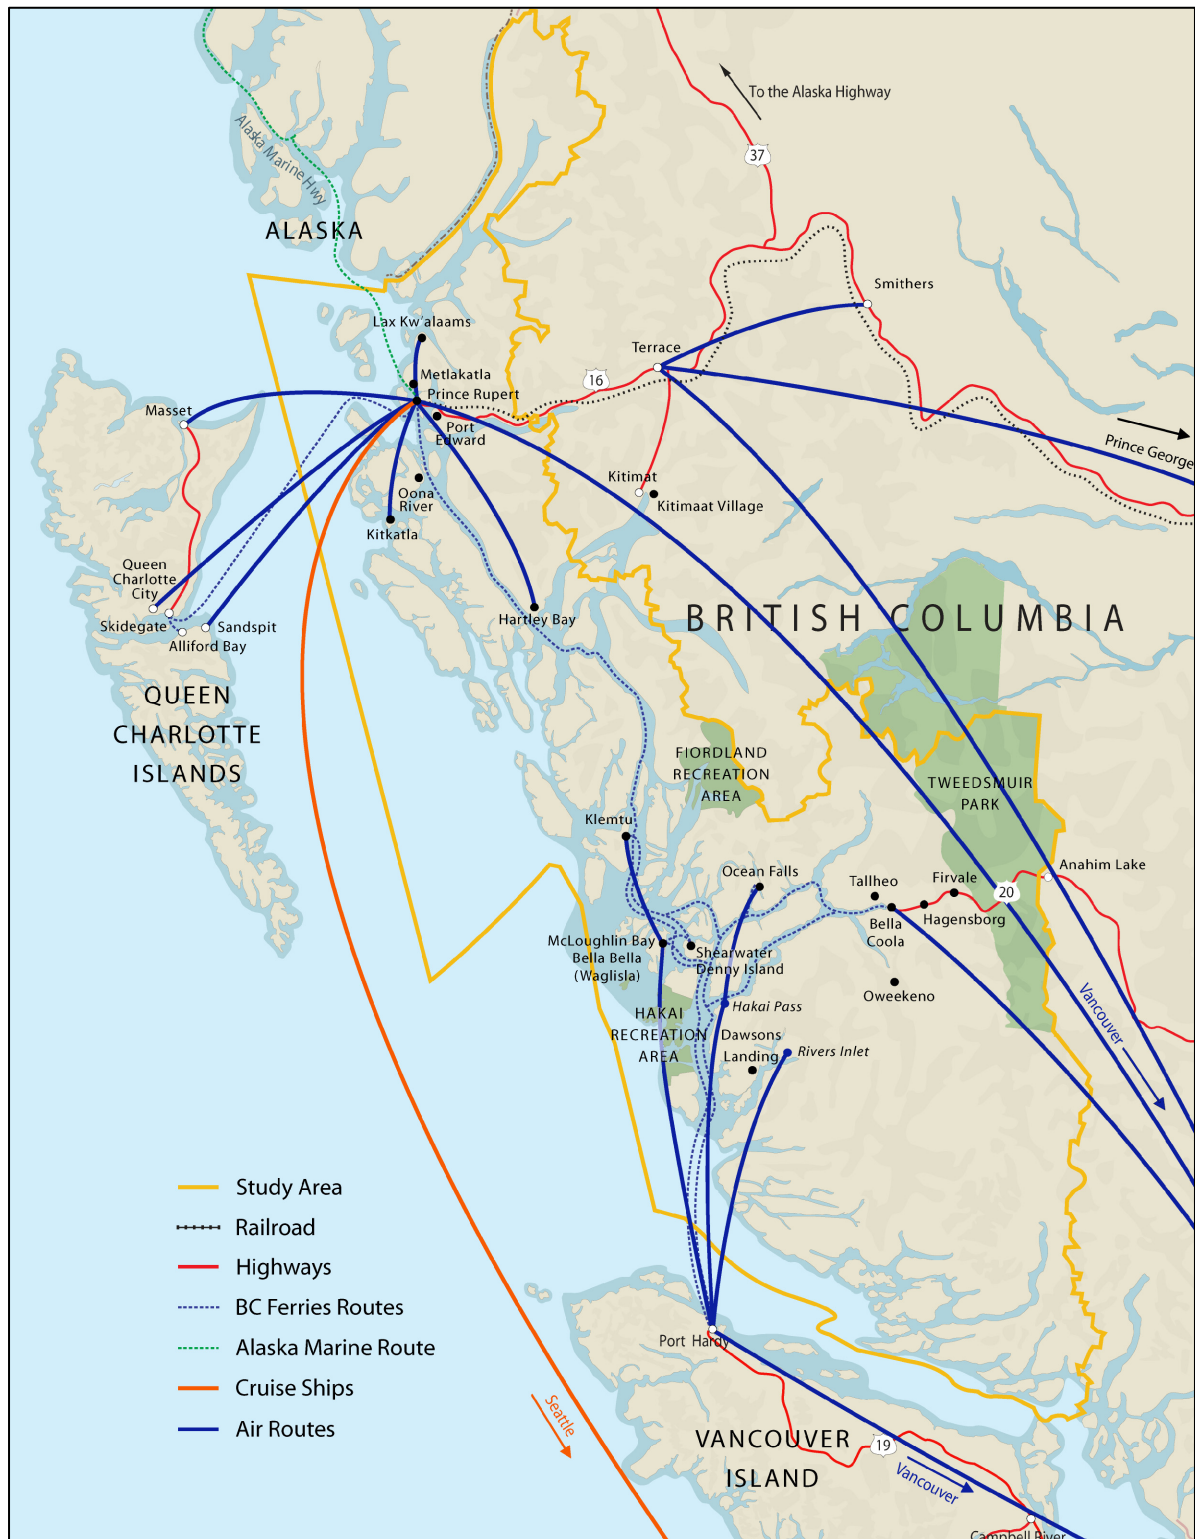 To the Alaska Highway
37
Alaska Marine Hwy
ALASKA
Smithers
Lax Kw'alaams
Terrace
16
Metlakatla
Prince Rupert
Masset
Port
Edward
Prince George
Kitimat
Oona
River
Kitimaat Village
Kitkatla
Queen
Charlotte
City
Hartley Bay
BRITISH COLUMBIA
Skidegate
Sandspit
Alliford Bay
QUEEN
CHARLOTTE
ISLANDS
FIORDLAND
RECREATION
AREA
TWEEDSMUIR
PARK
Klemtu
Ocean Falls
Anahim Lake
Tallheo
Firvale
20
Bella
Coola
Hagensborg
McLoughlin Bay
Bella Bella
(Waglisla)
Shearwater
Denny Island
Oweekeno
Hakai Pass
HAKAI
RECREATION
AREA
Dawsons
Landing
Rivers Inlet
Vancouver
Study Area
Railroad
Highways
BC Ferries Routes
Alaska Marine Route
Cruise Ships
Air Routes
Port Hardy
Seattle
VANCOUVER
ISLAND
19
Vancouver
Campbell River